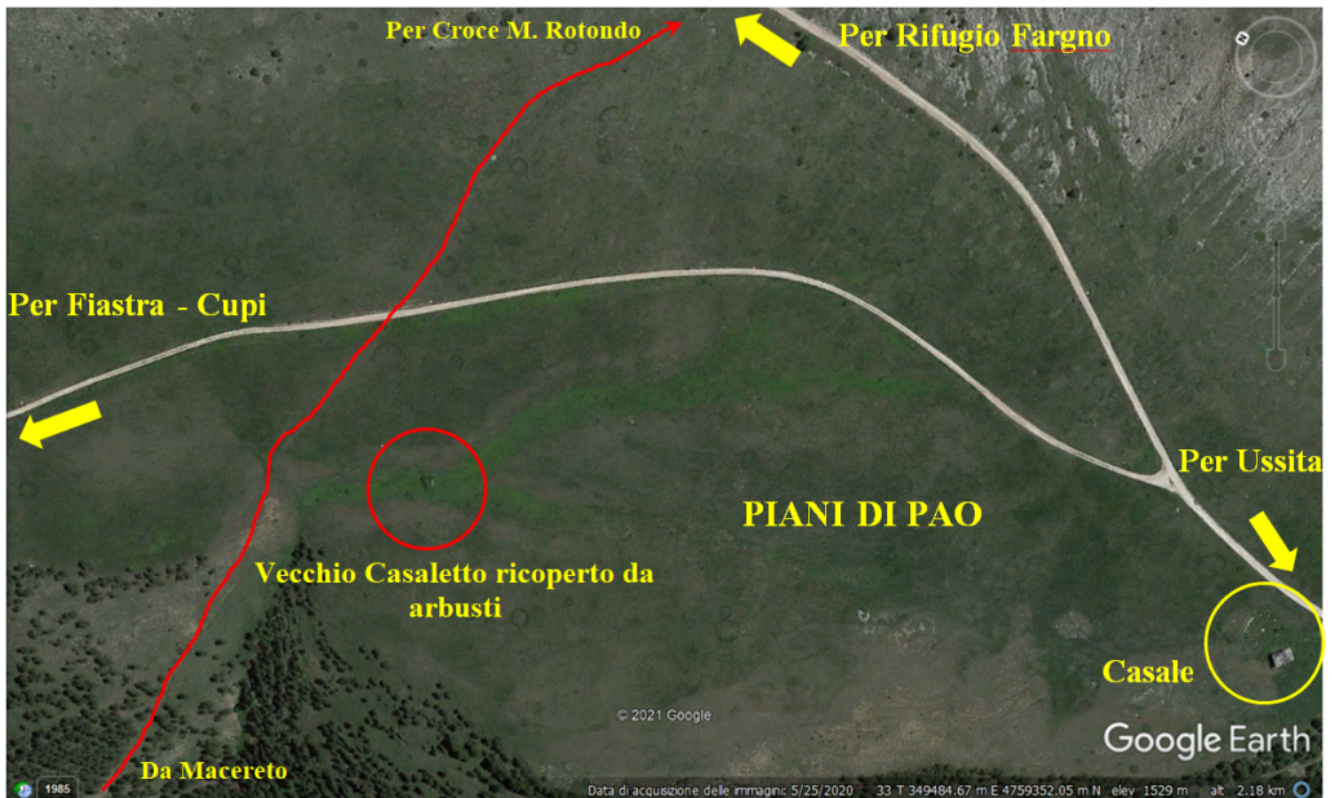 Per Croce M. Rotondo
Per Rifugio Fargno
Per Fiastra - Cupi
Per Ussita
PIANI DI PAO
Vecchio Casaletto ricoperto da
arbusti
Casale
© 2021 Google
Google Earth
Da Macereto
1985
Data di acquisizione delle immagini: 5/25/2020 33 T 349484.67 m E 4759352.05 m N elev 1529 m alt 2.18 km